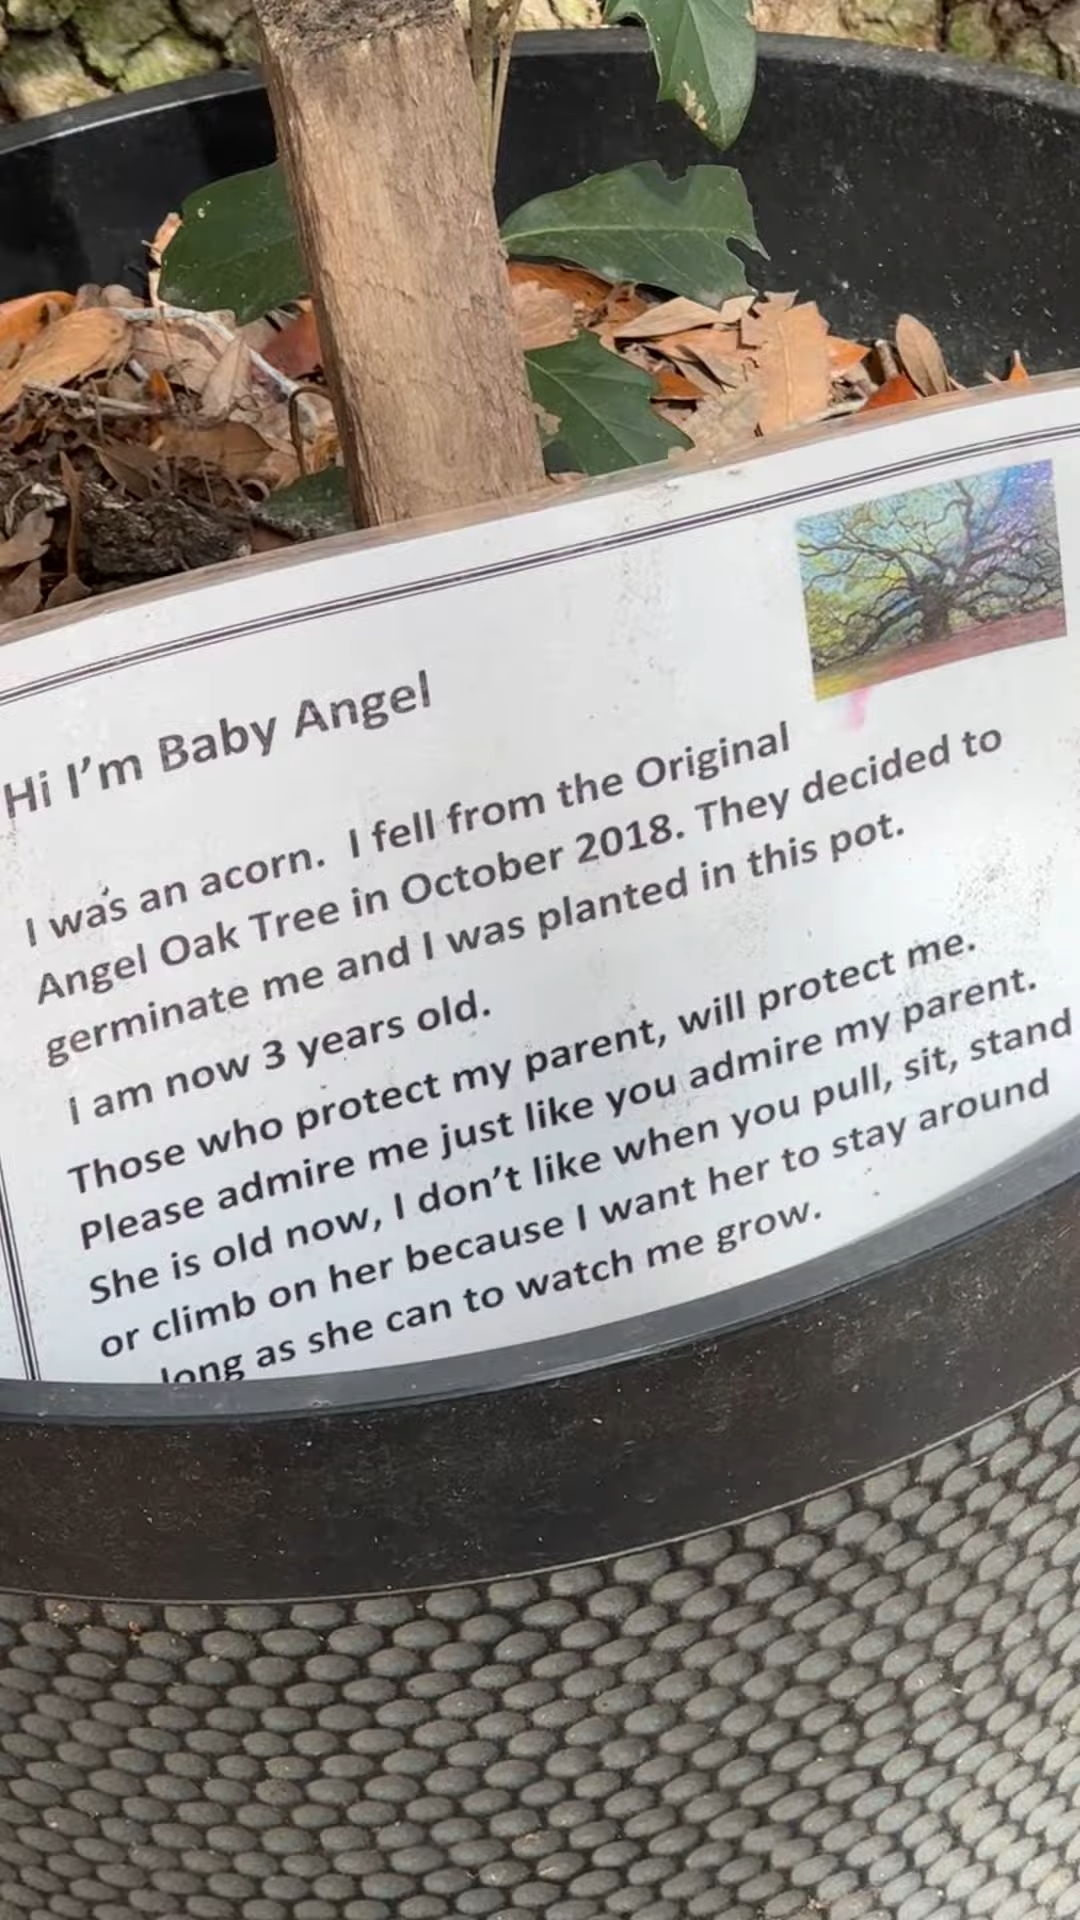 Hi I'm Baby Angel
I was an acorn. I fell from the Original
Angel Oak Tree in October 2018. They decided to
germinate me and I was planted in this pot.
I am now 3 years old.
Those who protect my parent, will protect me.
Please admire me just like you admire my parent.
She is old now, I don't like when you pull, sit, stand
or climb on her because I want her to stay around
long as she can to watch me grow.